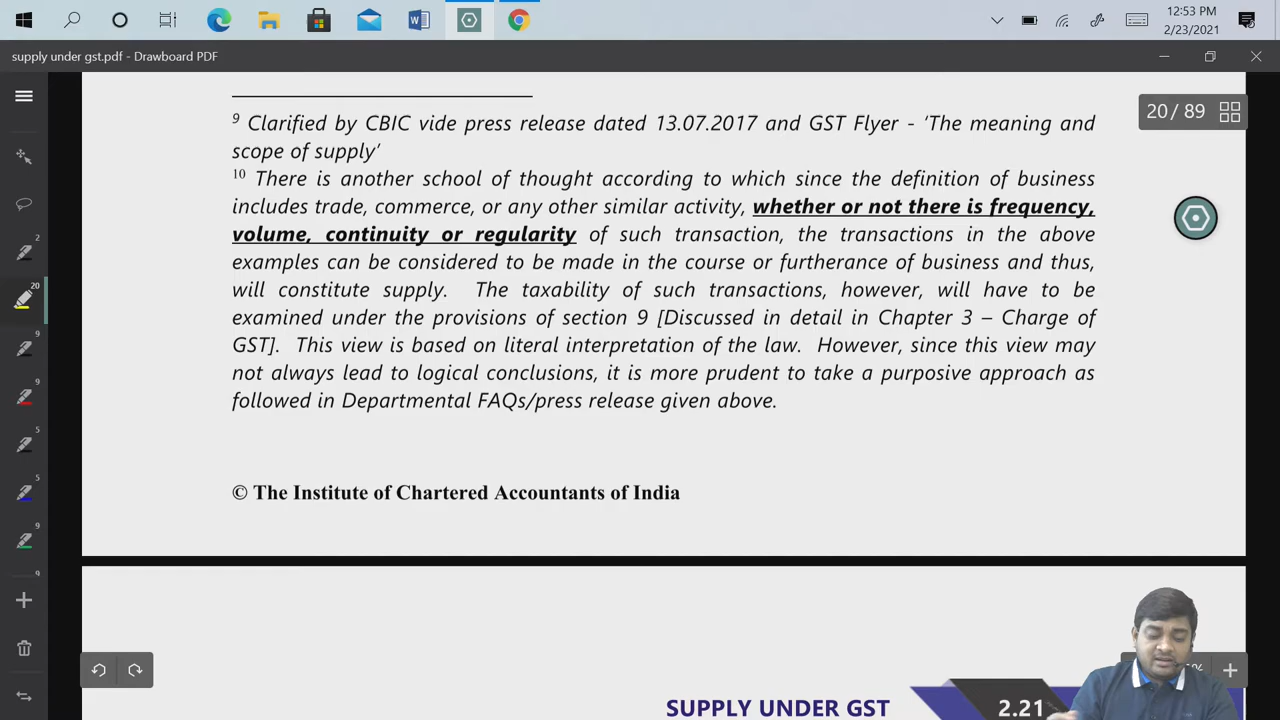 12:53 PM
2/23/2021
supply under gst.pdf - Drawboard PDF
20 / 89
⁹ Clarified by CBIC vide press release dated 13.07.2017 and GST Flyer - ‘The meaning and
scope of supply’
¹⁰ There is another school of thought according to which since the definition of business
includes trade, commerce, or any other similar activity, whether or not there is frequency,
volume, continuity or regularity of such transaction, the transactions in the above
examples can be considered to be made in the course or furtherance of business and thus,
will constitute supply. The taxability of such transactions, however, will have to be
examined under the provisions of section 9 [Discussed in detail in Chapter 3 – Charge of
GST]. This view is based on literal interpretation of the law. However, since this view may
not always lead to logical conclusions, it is more prudent to take a purposive approach as
followed in Departmental FAQs/press release given above.
© The Institute of Chartered Accountants of India
SUPPLY UNDER GST 2.21
2
20
9
9
5
5
9
9